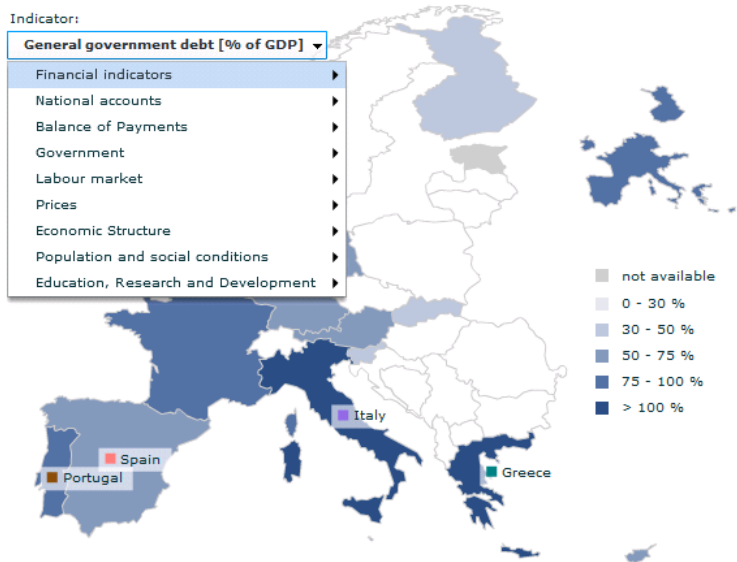 Indicator:
General government debt [% of GDP]
Financial indicators
National accounts
Balance of Payments
Government
Labour market
Prices
Economic Structure
Population and social conditions
Education, Research and Development
not available
0 - 30 %
30 - 50 %
50 - 75 %
75 - 100 %
> 100 %
Italy
Spain
Portugal
Greece